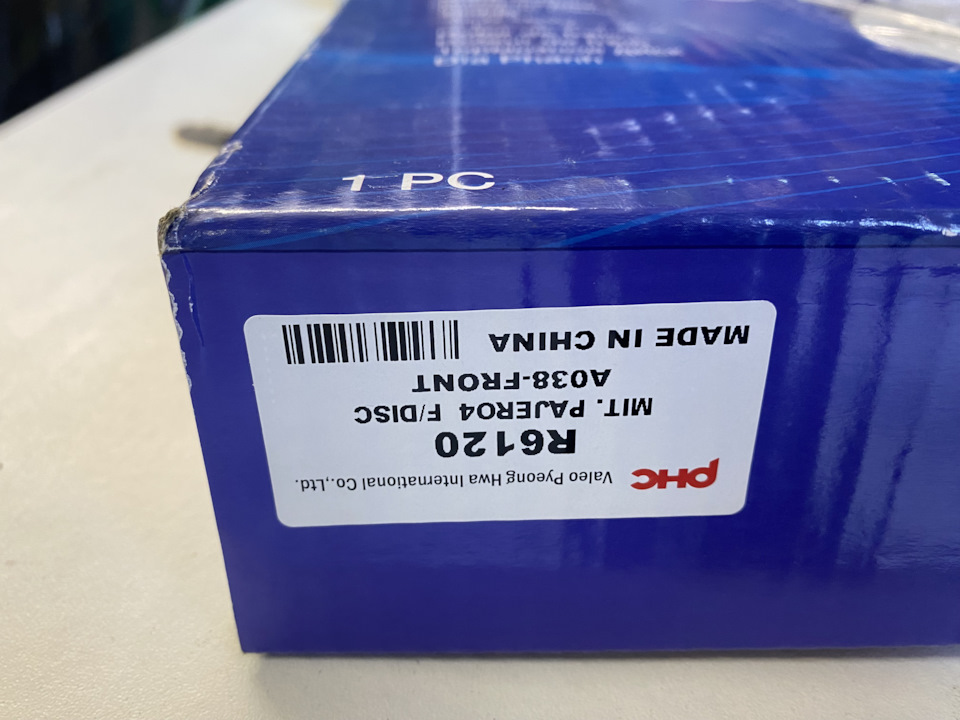 1 PC
PHC Valeo Pyeong Hwa International Co.,Ltd.
R6120
MIT. PAJERO4 F/DISC
A038-FRONT
MADE IN CHINA